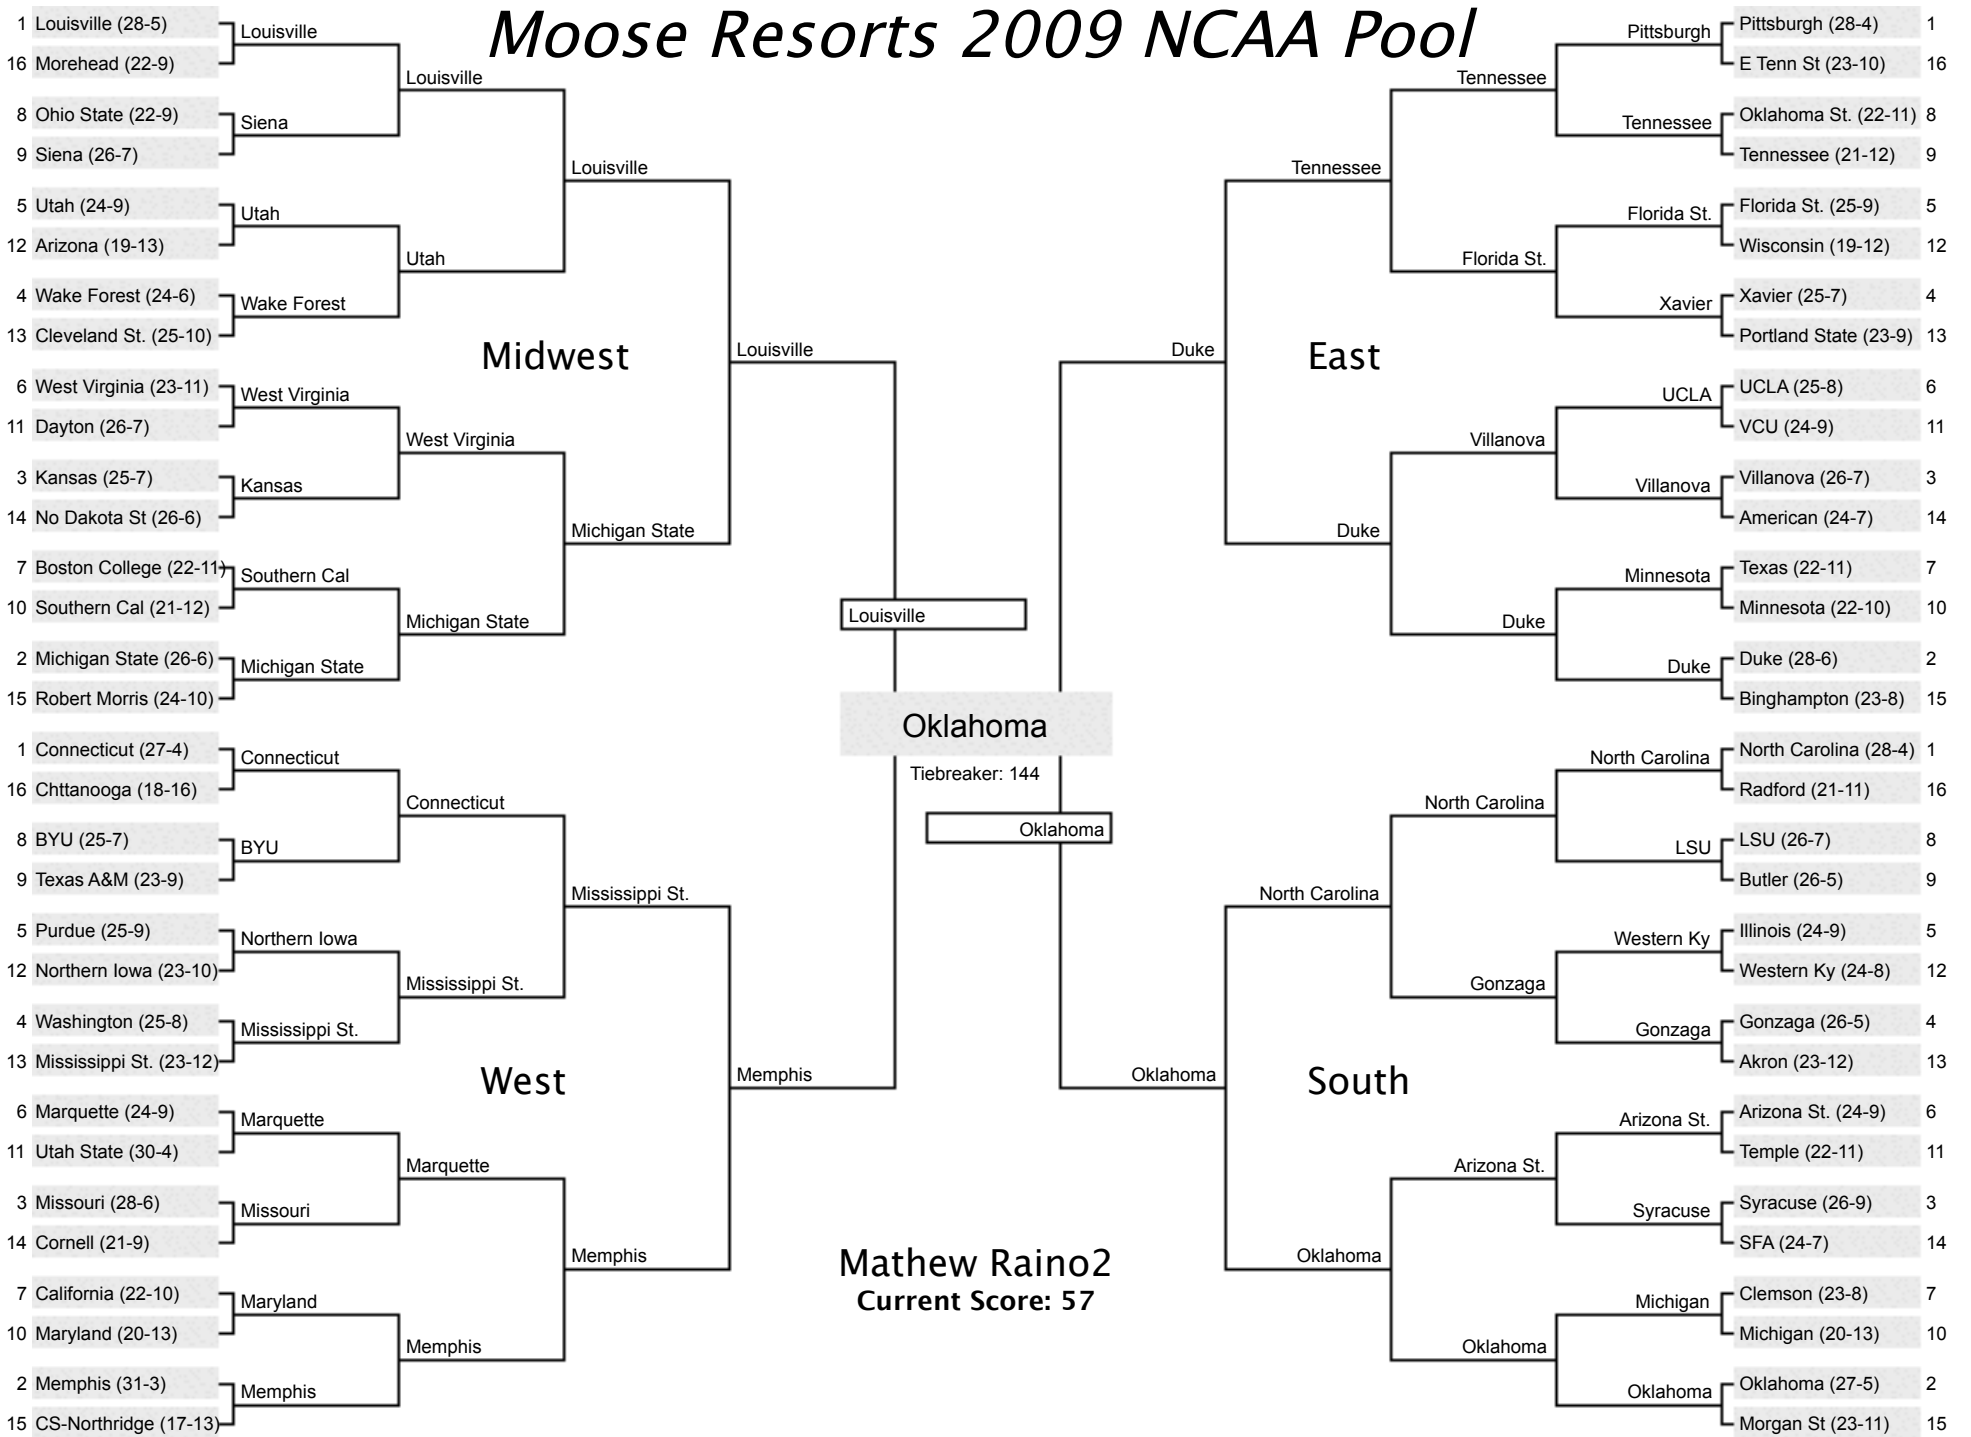 Moose Resorts 2009 NCAA Pool
1 Louisville (28-5)
16 Morehead (22-9)
8 Ohio State (22-9)
9 Siena (26-7)
5 Utah (24-9)
12 Arizona (19-13)
4 Wake Forest (24-6)
13 Cleveland St. (25-10)
6 West Virginia (23-11)
11 Dayton (26-7)
3 Kansas (25-7)
14 No Dakota St (26-6)
7 Boston College (22-11)
10 Southern Cal (21-12)
2 Michigan State (26-6)
15 Robert Morris (24-10)
Louisville
Siena
Utah
Wake Forest
West Virginia
Kansas
Southern Cal
Michigan State
Louisville
Utah
West Virginia
Michigan State
Louisville
Michigan State
Midwest
Louisville
1 Connecticut (27-4)
16 Chttanooga (18-16)
8 BYU (25-7)
9 Texas A&M (23-9)
5 Purdue (25-9)
12 Northern Iowa (23-10)
4 Washington (25-8)
13 Mississippi St. (23-12)
6 Marquette (24-9)
11 Utah State (30-4)
3 Missouri (28-6)
14 Cornell (21-9)
7 California (22-10)
10 Maryland (20-13)
2 Memphis (31-3)
15 CS-Northridge (17-13)
Connecticut
BYU
Northern Iowa
Mississippi St.
Marquette
Missouri
Maryland
Memphis
Connecticut
Mississippi St.
Marquette
Memphis
Mississippi St.
Memphis
West
Memphis
Louisville
Oklahoma
Tiebreaker: 144
Oklahoma
Mathew Raino2
Current Score: 57
Duke
East
Tennessee
Duke
Tennessee
Florida St.
Villanova
Duke
Pittsburgh
Tennessee
Florida St.
Xavier
UCLA
Villanova
Minnesota
Duke
Pittsburgh (28-4) 1
E Tenn St (23-10) 16
Oklahoma St. (22-11) 8
Tennessee (21-12) 9
Florida St. (25-9) 5
Wisconsin (19-12) 12
Xavier (25-7) 4
Portland State (23-9) 13
UCLA (25-8) 6
VCU (24-9) 11
Villanova (26-7) 3
American (24-7) 14
Texas (22-11) 7
Minnesota (22-10) 10
Duke (28-6) 2
Binghampton (23-8) 15
Oklahoma
South
North Carolina
Oklahoma
North Carolina
Gonzaga
Arizona St.
Oklahoma
North Carolina
LSU
Western Ky
Gonzaga
Arizona St.
Syracuse
Michigan
Oklahoma
North Carolina (28-4) 1
Radford (21-11) 16
LSU (26-7) 8
Butler (26-5) 9
Illinois (24-9) 5
Western Ky (24-8) 12
Gonzaga (26-5) 4
Akron (23-12) 13
Arizona St. (24-9) 6
Temple (22-11) 11
Syracuse (26-9) 3
SFA (24-7) 14
Clemson (23-8) 7
Michigan (20-13) 10
Oklahoma (27-5) 2
Morgan St (23-11) 15